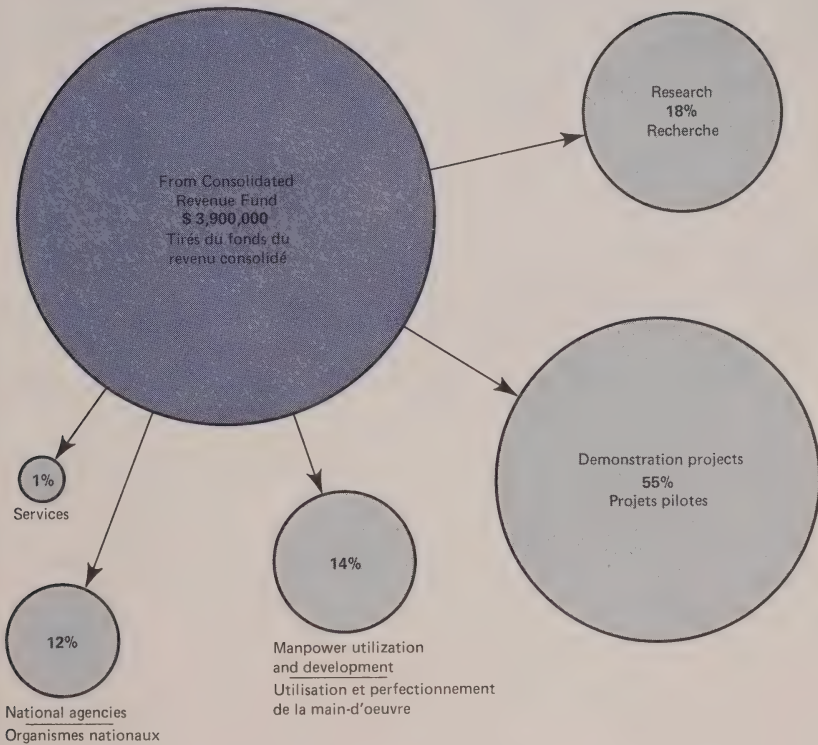 From Consolidated
Revenue Fund
$ 3,900,000
Tirés du fonds du
revenu consolidé
Research
18%
Recherche
Demonstration projects
55%
Projets pilotes
14%
Manpower utilization
and development
Utilisation et perfectionnement
de la main-d'oeuvre
1%
Services
12%
National agencies
Organismes nationaux